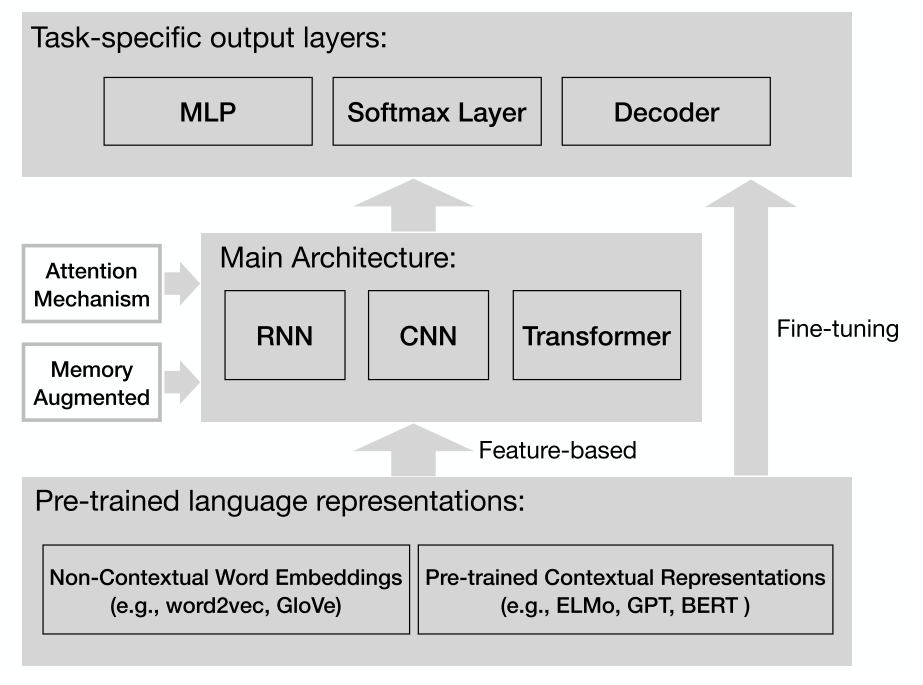 Task-specific output layers:
MLP
Softmax Layer
Decoder
Attention
Mechanism
Main Architecture:
RNN
CNN
Transformer
Fine-tuning
Memory
Augmented
Feature-based
Pre-trained language representations:
Non-Contextual Word Embeddings
(e.g., word2vec, GloVe)
Pre-trained Contextual Representations
(e.g., ELMo, GPT, BERT )